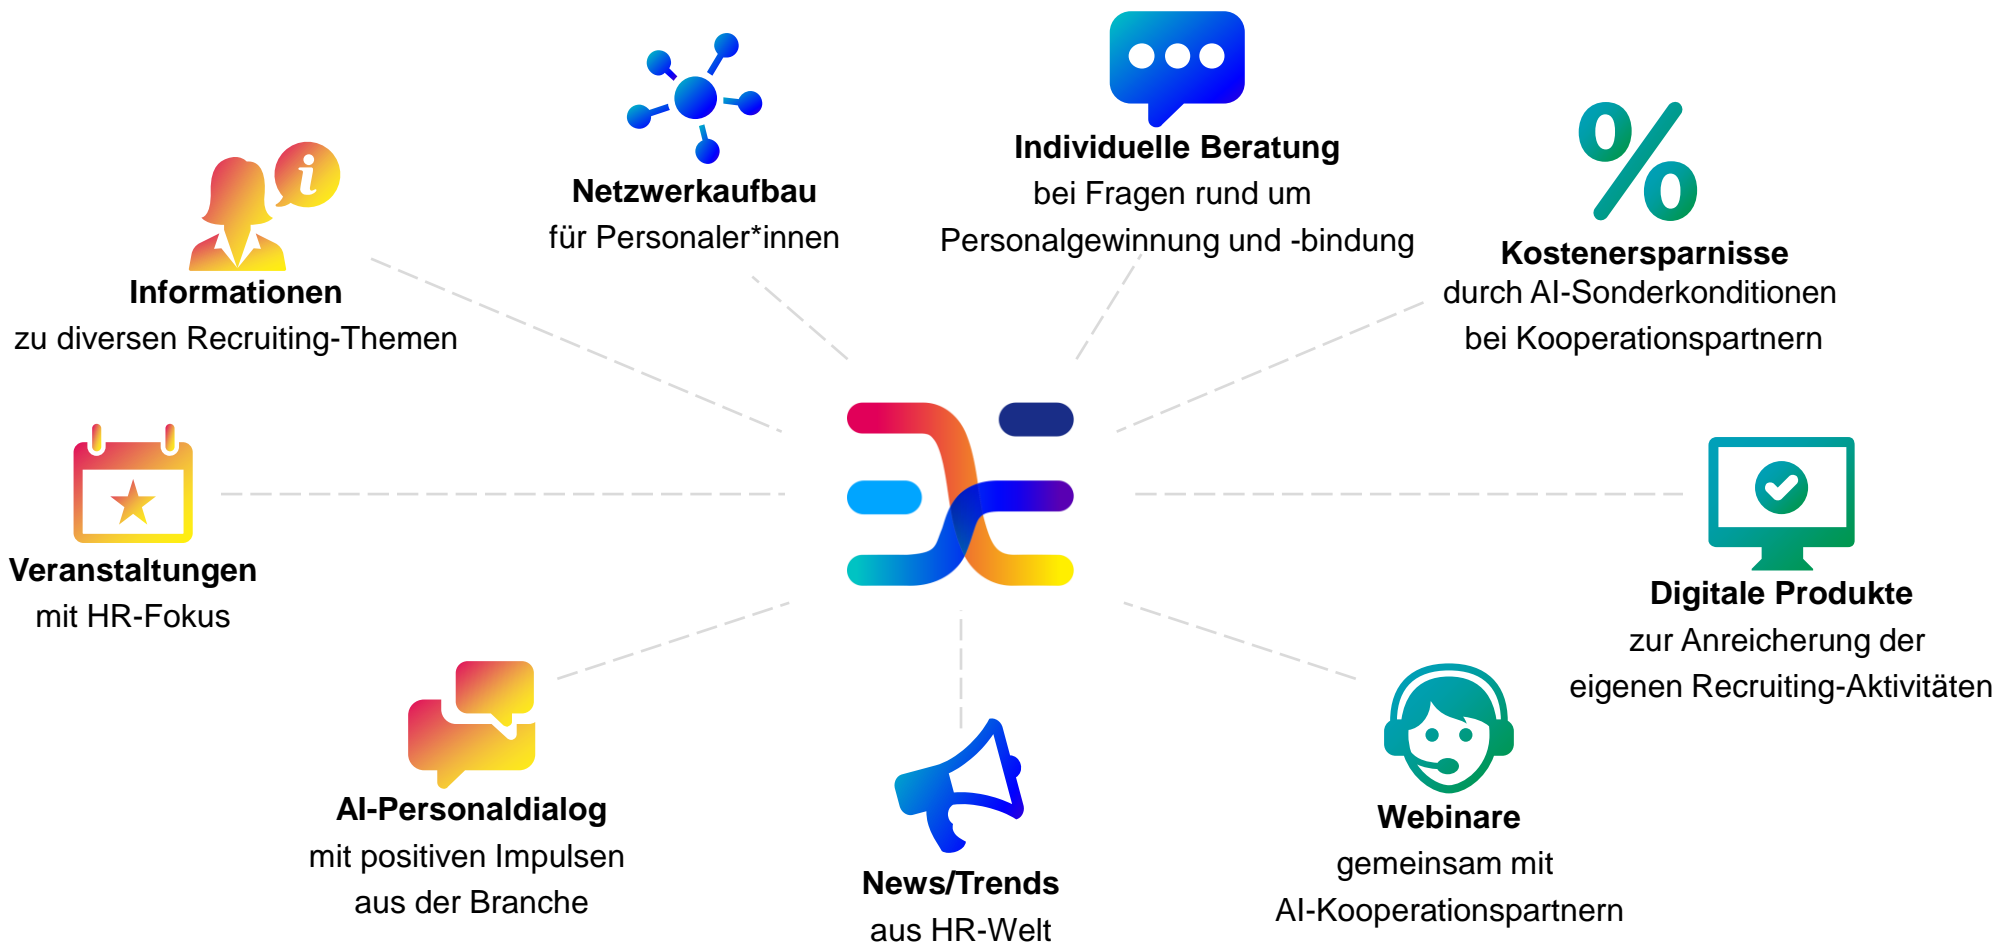 Individuelle Beratung
bei Fragen rund um
Personalgewinnung und -bindung
Netzwerkaufbau
für Personaler*innen
Kostenersparnisse
durch AI-Sonderkonditionen
bei Kooperationspartnern
i
Informationen
zu diversen Recruiting-Themen
%
Veranstaltungen
mit HR-Fokus
Digitale Produkte
zur Anreicherung der
eigenen Recruiting-Aktivitäten
AI-Personaldialog
mit positiven Impulsen
aus der Branche
News/Trends
aus HR-Welt
Webinare
gemeinsam mit
AI-Kooperationspartnern